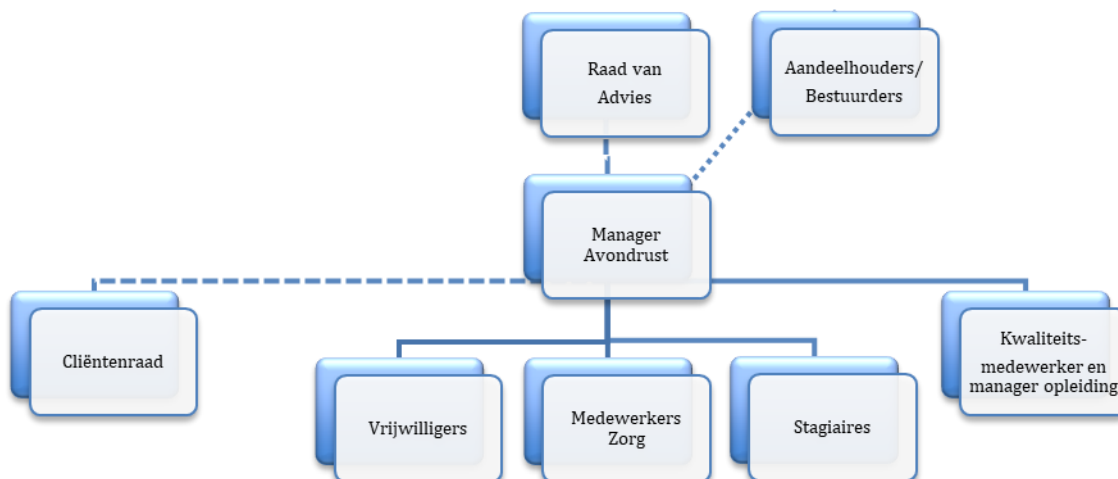 Raad van
Advies
Aandeelhouders/
Bestuurders
Manager
Avondrust
Cliëntenraad
Vrijwilligers
Medewerkers
Zorg
Stagiaires
Kwaliteits-
medewerker en
manager opleiding